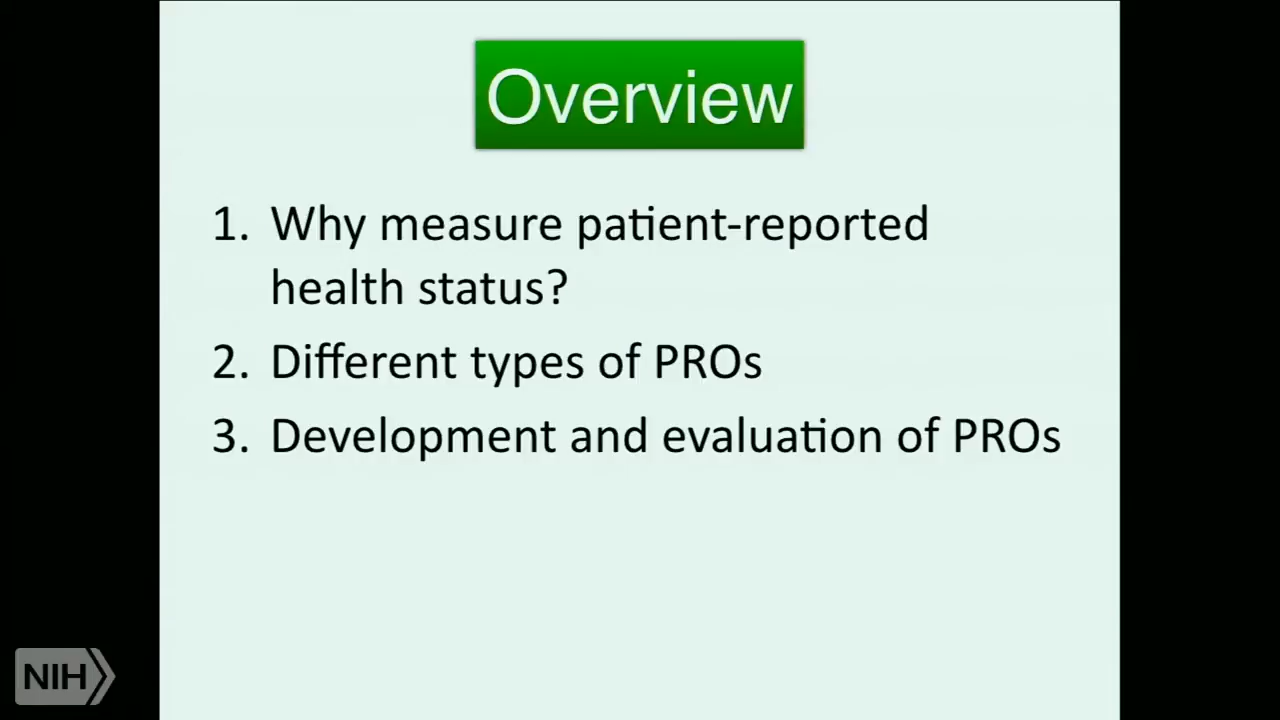 Overview
1. Why measure patient-reported
health status?
2. Different types of PROs
3. Development and evaluation of PROs
NIH